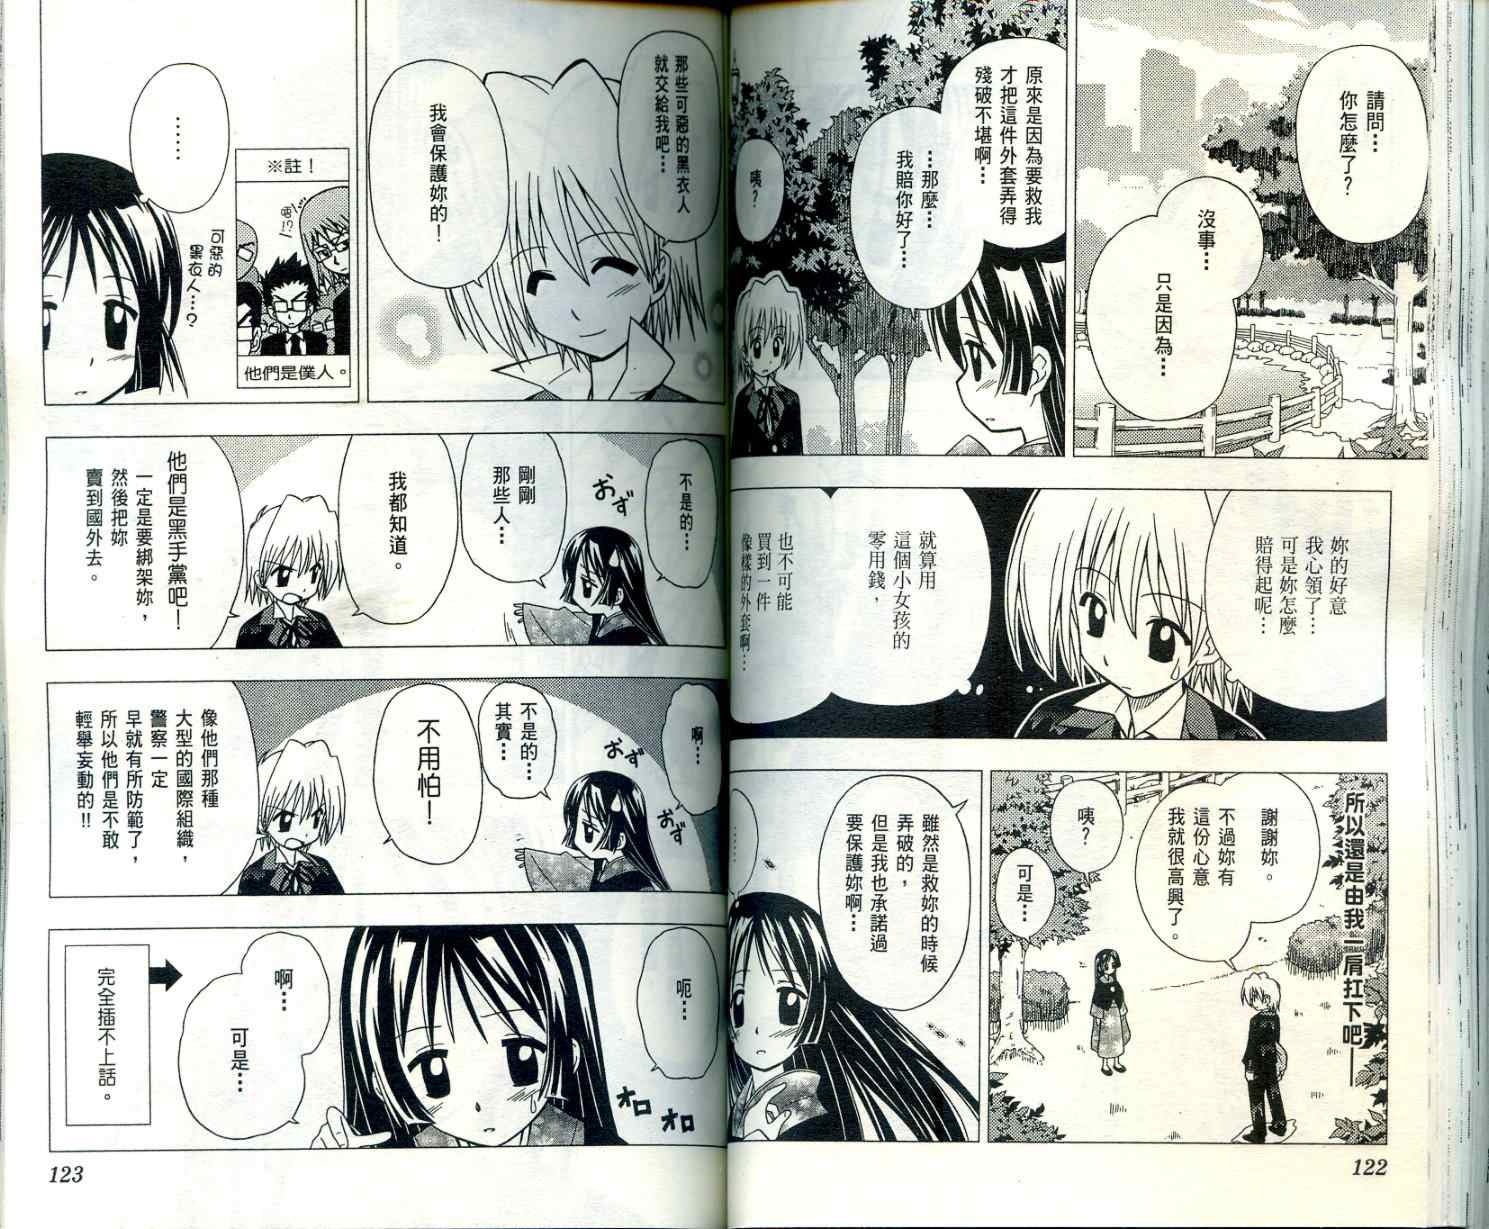 請問…
你怎麼了?
沒事…
只是因為…
原來是因為要救我
才把這件外套弄得
殘破不堪啊…
…那麼…
我賠你好了…
咦?
妳的好意
我心領了…
可是妳怎麼
賠得起呢…
就算用
這個小女孩的
零用錢,
也不可能
買到一件
像樣的外套啊…
所以還是由我一肩扛下吧——
謝謝妳。
不過妳有
這份心意
我就很高興了。
咦?
可是…
雖然是救妳的時候
弄破的,
但是我也承諾過
要保護妳啊…
……
122
那些可惡的黑衣人
就交給我吧…
我會保護妳的!
……
※註!
唔!?
他們是僕人。
可惡的
黑衣人…?
不是的…
おず
剛剛
那些人…
我都知道。
他們是黑手黨吧!
一定是要綁架妳,
然後把妳
賣到國外去。
啊…
おず
おず
不是的…
其實…
不用怕!
像他們那種
大型的國際組織,
警察一定
早就有所防範了,
所以他們是不敢
輕舉妄動的!!
呃…
オロ
オロ
啊…
可是…
完全插不上話。
123